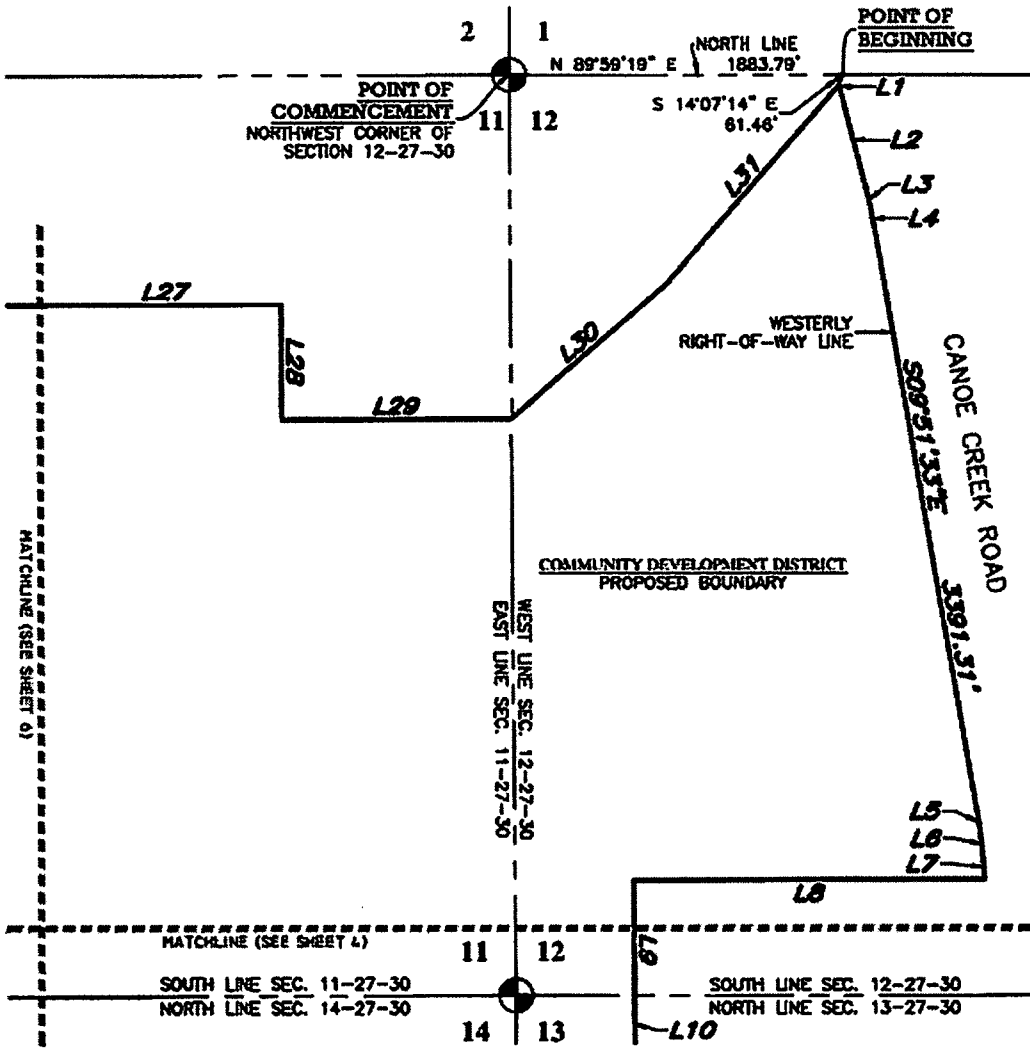 2 1
POINT OF
BEGINNING
NORTH LINE
N 89°59'19" E 1883.79'
POINT OF
COMMENCEMENT
NORTHWEST CORNER OF
SECTION 12-27-30
11 12
S 14°07'14" E
61.46'
L1
L2
L3
L4
L31
L27
L28
L29
L30
WESTERLY
RIGHT-OF-WAY LINE
CANOE CREEK ROAD
S09°51'33"E 3391.31'
COMMUNITY DEVELOPMENT DISTRICT
PROPOSED BOUNDARY
MATCHLINE (SEE SHEET 6)
WEST LINE SEC. 12-27-30
EAST LINE SEC. 11-27-30
L5
L6
L7
L8
L9
MATCHLINE (SEE SHEET 4)
11 12
SOUTH LINE SEC. 11-27-30
NORTH LINE SEC. 14-27-30
SOUTH LINE SEC. 12-27-30
NORTH LINE SEC. 13-27-30
14 13
L10